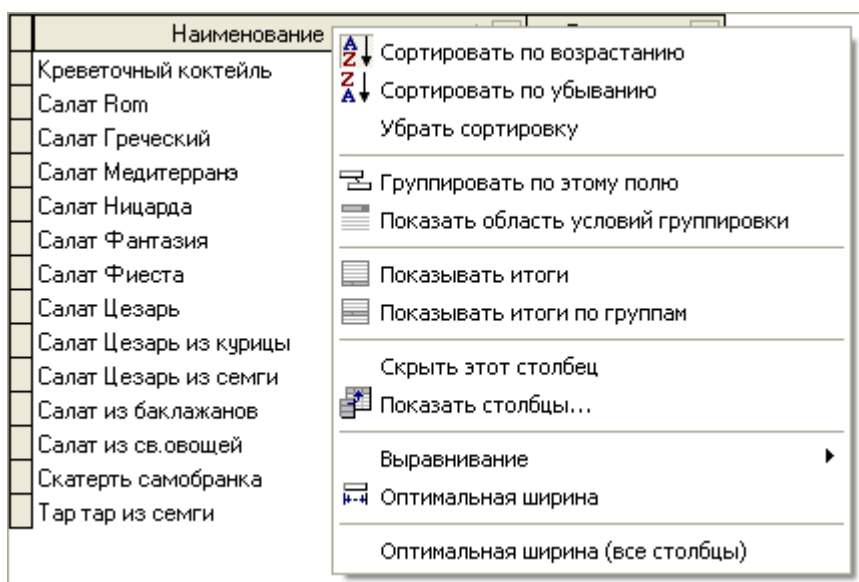 Наименование
Креветочный коктейль
Салат Rom
Салат Греческий
Салат Медитерранэ
Салат Ницарда
Салат Фантазия
Салат Фиеста
Салат Цезарь
Салат Цезарь из курицы
Салат Цезарь из семги
Салат из баклажанов
Салат из св.овощей
Скатерть самобранка
Тар тар из семги
Сортировать по возрастанию
Сортировать по убыванию
Убрать сортировку
Группировать по этому полю
Показать область условий группировки
Показывать итоги
Показывать итоги по группам
Скрыть этот столбец
Показать столбцы...
Выравнивание
Оптимальная ширина
Оптимальная ширина (все столбцы)